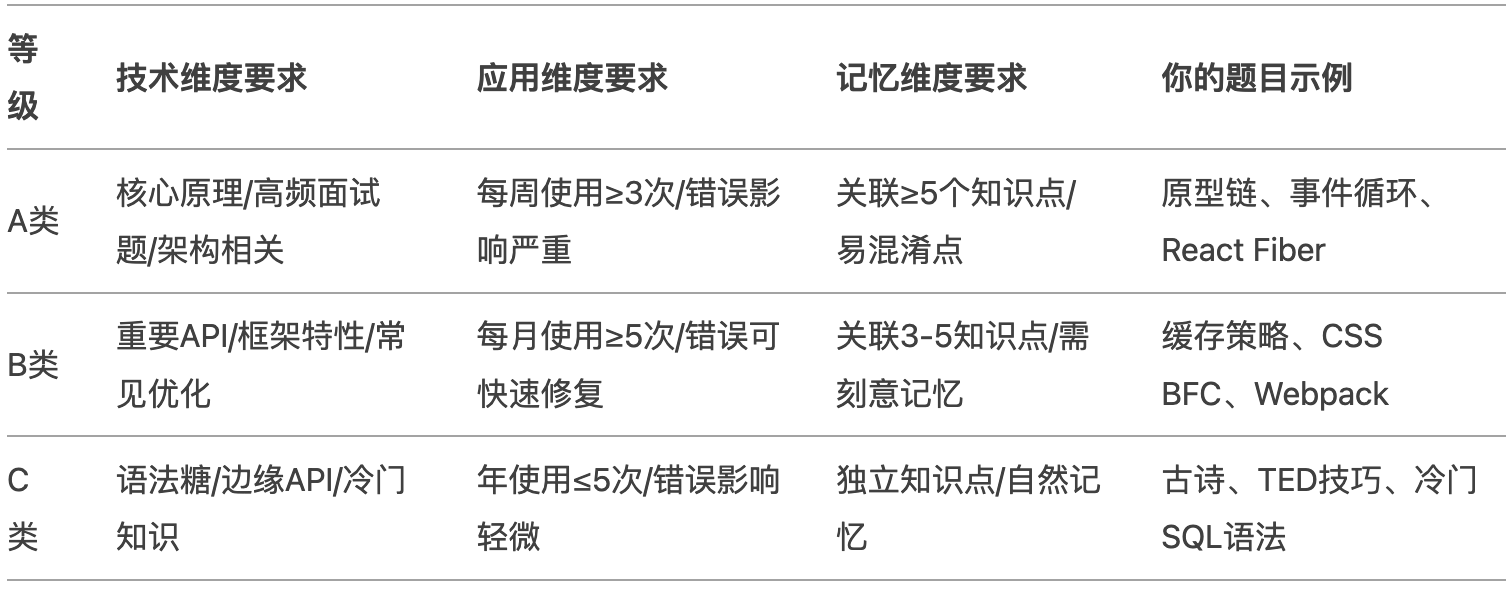 等
级
技术维度要求
应用维度要求
记忆维度要求
你的题目示例
A类
核心原理/高频面试
题/架构相关
每周使用≥3次/错误影
响严重
关联≥5个知识点/
易混淆点
原型链、事件循环、
React Fiber
B类
重要API/框架特性/常
见优化
每月使用≥5次/错误可
快速修复
关联3-5知识点/需
刻意记忆
缓存策略、CSS
BFC、Webpack
C
类
语法糖/边缘API/冷门
知识
年使用≤5次/错误影响
轻微
独立知识点/自然记
忆
古诗、TED技巧、冷门
SQL语法